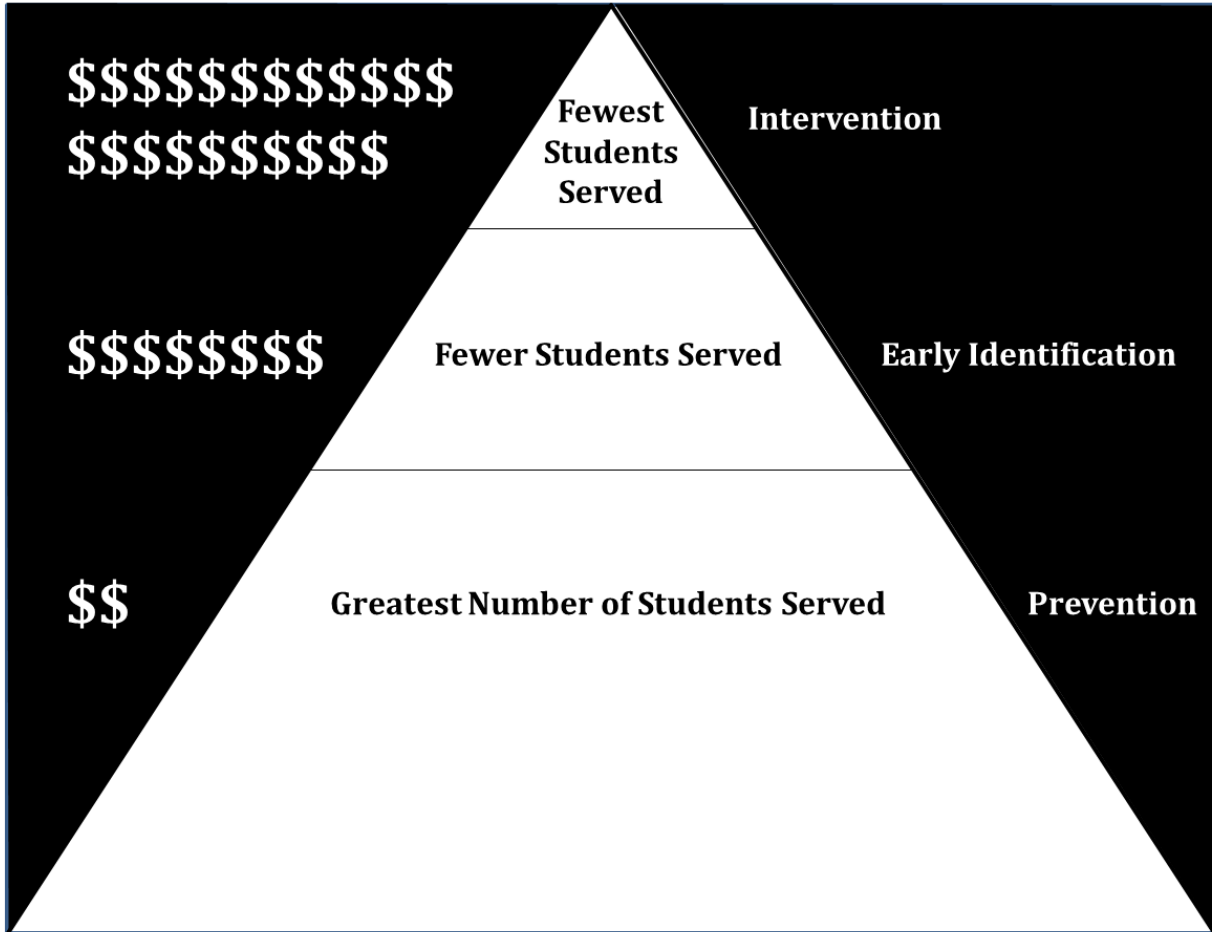 $$$$$$$$$$$$
$$$$$$$$$$
Fewest
Students
Served
Intervention
$$$$$$$$
Fewer Students Served
Early Identification
$$
Greatest Number of Students Served
Prevention